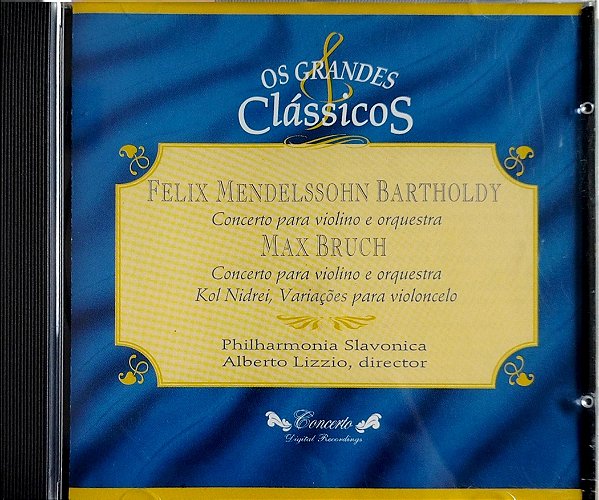 OS GRANDES
Clássicos
FELIX MENDELSSOHN BARTHOLDY
Concerto para violino e orquestra
MAX BRUCH
Concerto para violino e orquestra
Kol Nidrei, Variações para violoncelo
Philharmonia Slavonica
Alberto Lizzio, director
Concerto
Digital Recordings